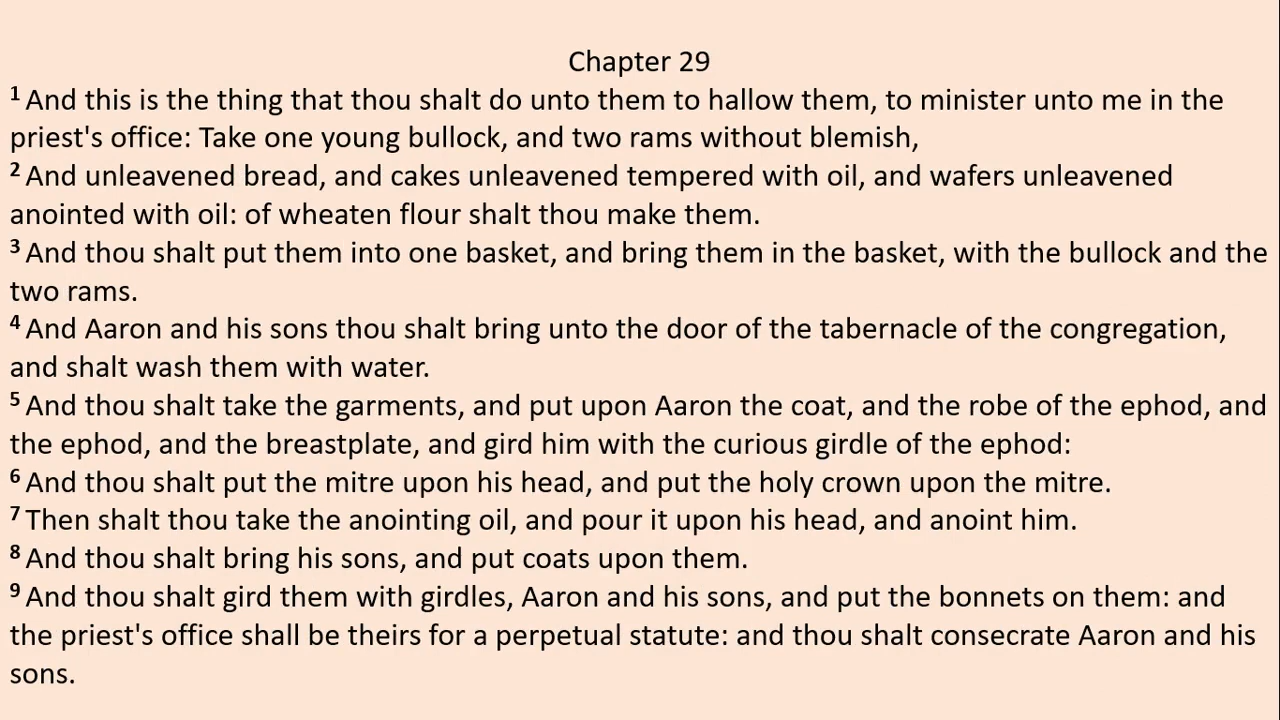 Chapter 29
1 And this is the thing that thou shalt do unto them to hallow them, to minister unto me in the
priest's office: Take one young bullock, and two rams without blemish,
2 And unleavened bread, and cakes unleavened tempered with oil, and wafers unleavened
anointed with oil: of wheaten flour shalt thou make them.
3 And thou shalt put them into one basket, and bring them in the basket, with the bullock and the
two rams.
4 And Aaron and his sons thou shalt bring unto the door of the tabernacle of the congregation,
and shalt wash them with water.
5 And thou shalt take the garments, and put upon Aaron the coat, and the robe of the ephod, and
the ephod, and the breastplate, and gird him with the curious girdle of the ephod:
6 And thou shalt put the mitre upon his head, and put the holy crown upon the mitre.
7 Then shalt thou take the anointing oil, and pour it upon his head, and anoint him.
8 And thou shalt bring his sons, and put coats upon them.
9 And thou shalt gird them with girdles, Aaron and his sons, and put the bonnets on them: and
the priest's office shall be theirs for a perpetual statute: and thou shalt consecrate Aaron and his
sons.